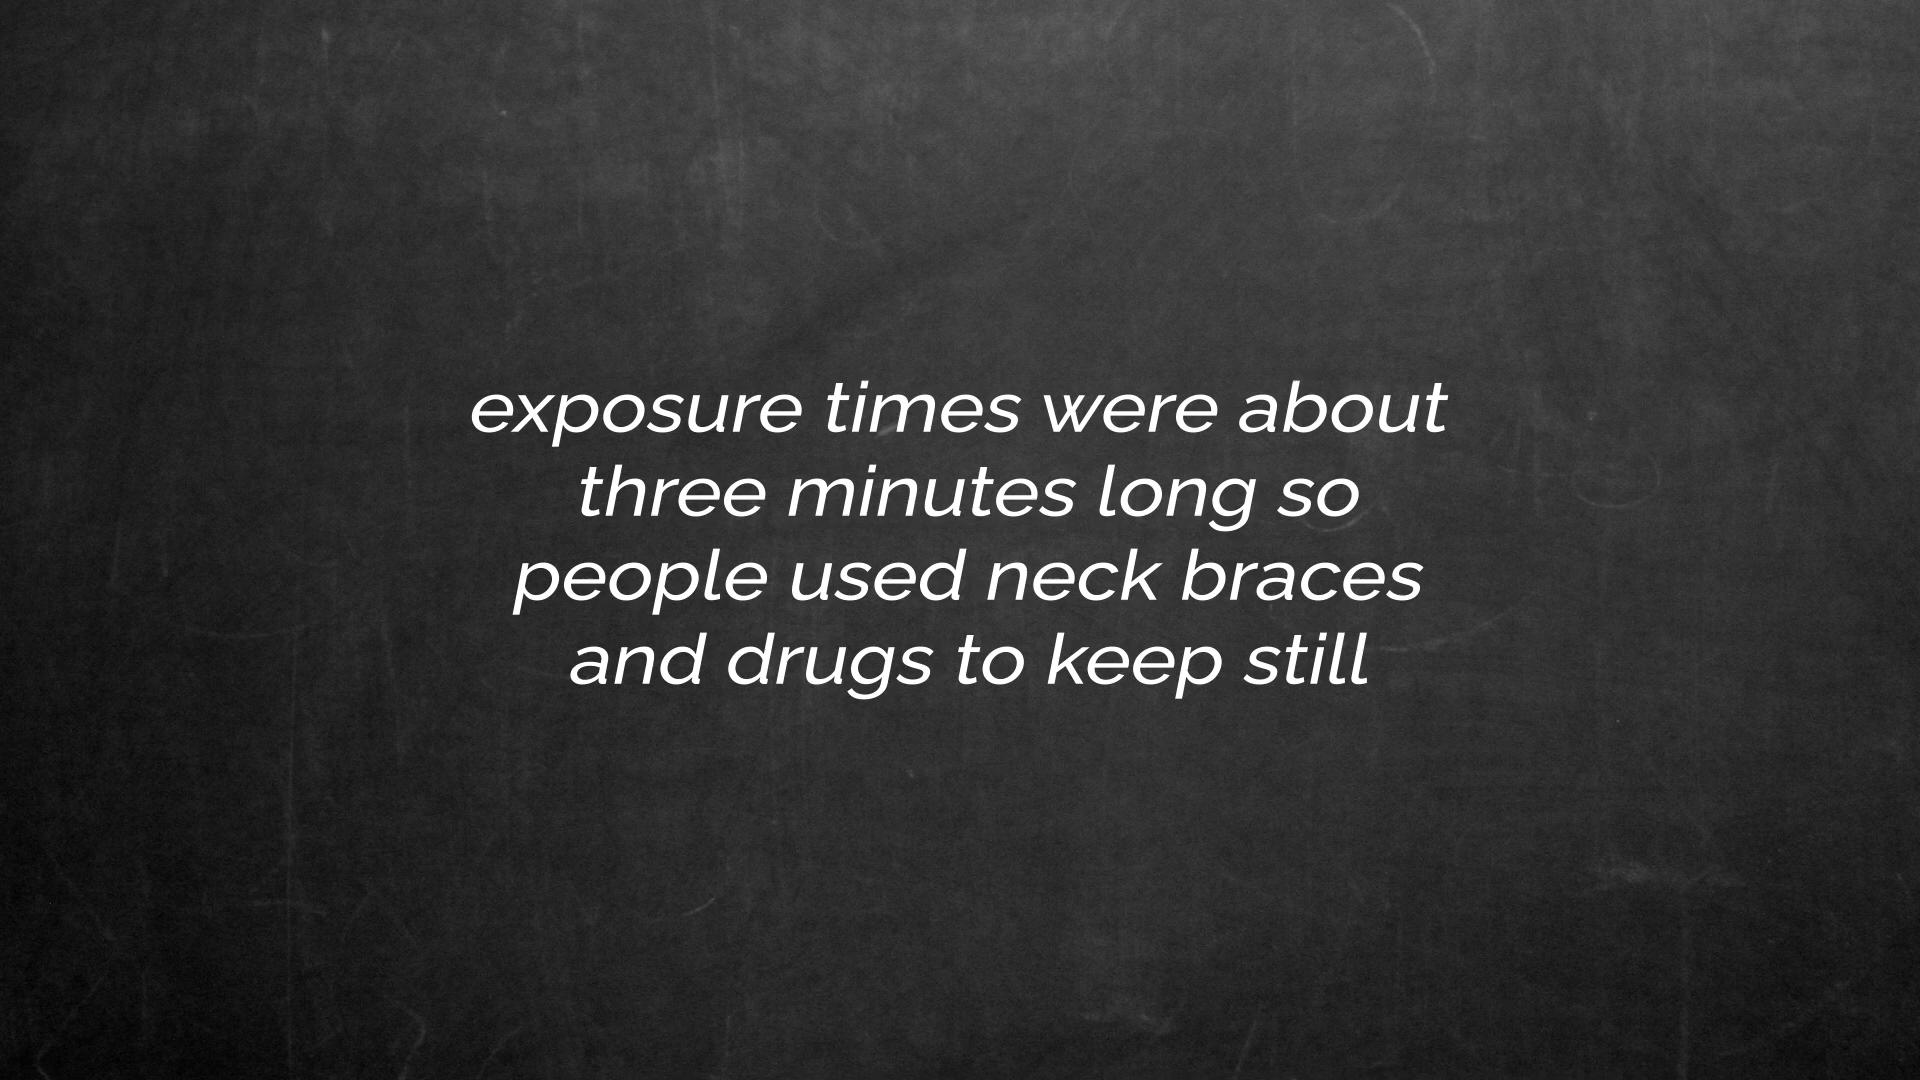 exposure times were about
three minutes long so
people used neck braces
and drugs to keep still